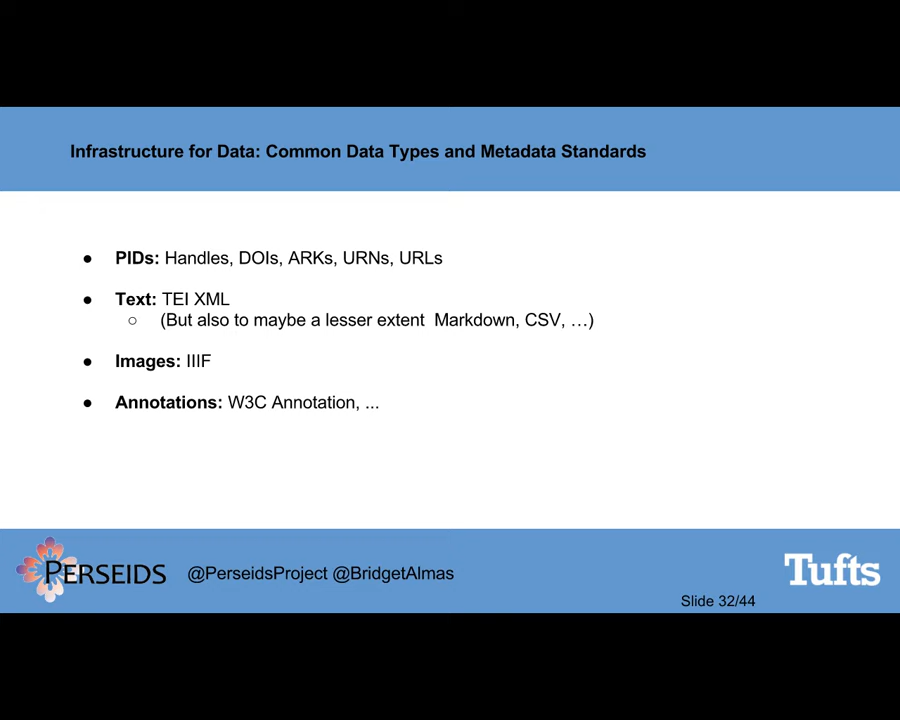 Infrastructure for Data: Common Data Types and Metadata Standards
● PIDs: Handles, DOIs, ARKs, URNs, URLs
● Text: TEI XML
○ (But also to maybe a lesser extent Markdown, CSV, …)
● Images: IIIF
● Annotations: W3C Annotation, ...
PERSEIDS @PerseidsProject @BridgetAlmas Tufts
Slide 32/44